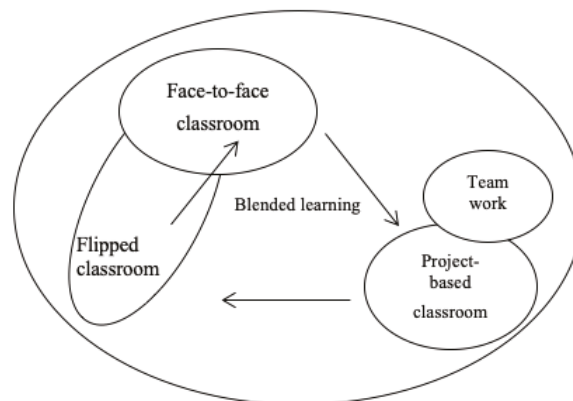 Face-to-face
classroom
Team
work
Blended learning
Flipped
classroom
Project-
based
classroom